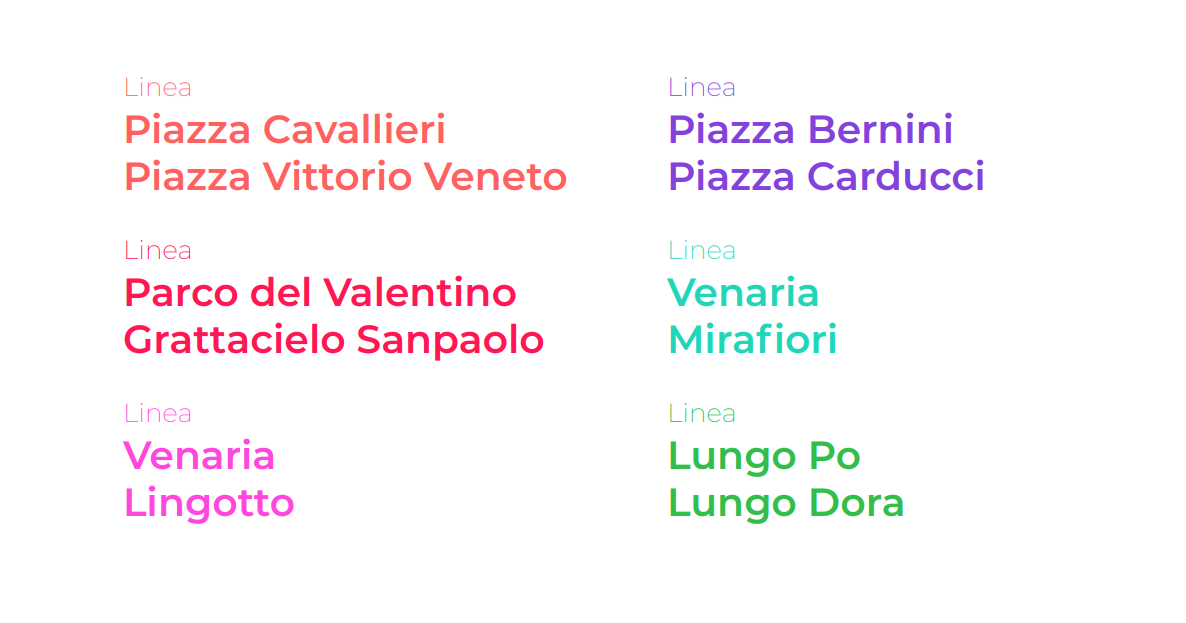 Linea
Piazza Cavallieri
Piazza Vittorio Veneto
Linea
Parco del Valentino
Grattacielo Sanpaolo
Linea
Venaria
Lingotto
Linea
Piazza Bernini
Piazza Carducci
Linea
Venaria
Mirafiori
Linea
Lungo Po
Lungo Dora